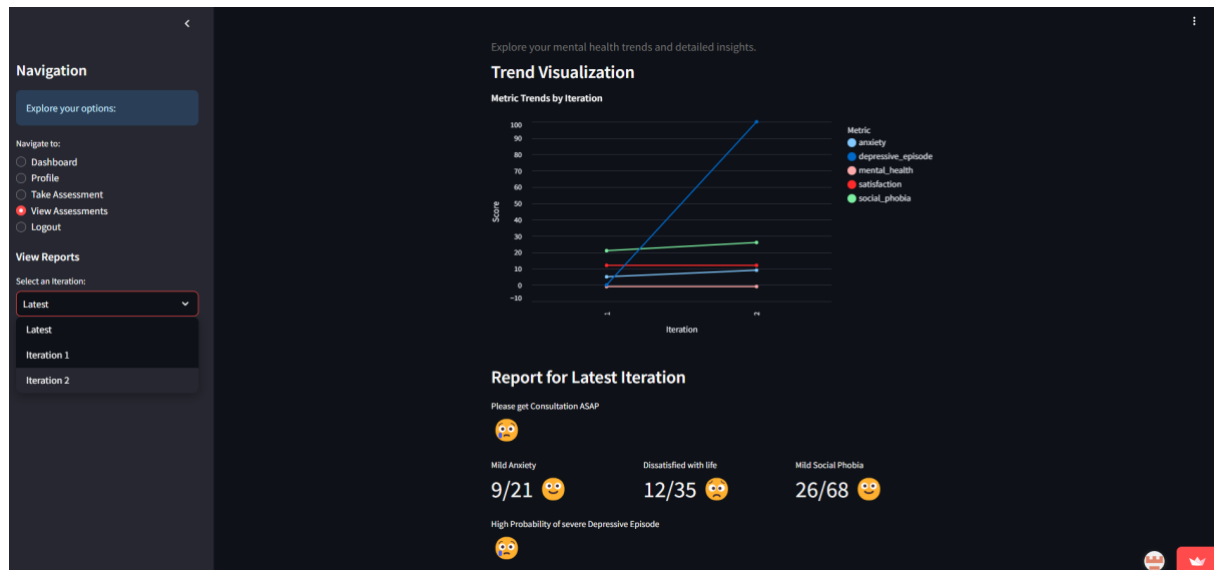 Navigation
Explore your options:
Navigate to:
Dashboard
Profile
Take Assessment
View Assessments
Logout
View Reports
Select an Iteration:
Latest
Latest
Iteration 1
Iteration 2
Explore your mental health trends and detailed insights.
Trend Visualization
Metric Trends by Iteration
100
90
80
70
60
50
40
30
20
10
0
−10
Score
1
2
Iteration
Metric
anxiety
depressive_episode
mental_health
satisfaction
social_phobia
Report for Latest Iteration
Please get Consultation ASAP
Mild Anxiety
9/21
Dissatisfied with life
12/35
Mild Social Phobia
26/68
High Probability of severe Depressive Episode